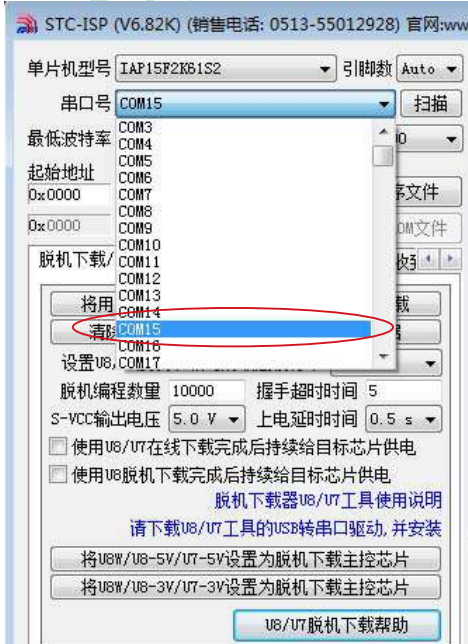 STC-ISP (V6.82K) (销售电话: 0513-55012928) 官网:ww
单片机型号 IAP15F2K61S2 引脚数 Auto
串口号 COM15 扫描
COM3
最低波特率 COM4
COM5
起始地址 COM6
0x0000 COM7 序文件
COM8
0x0000 COM9 OM文件
COM10
脱机下载/ COM11 收到
COM12
将用 COM13 载
COM14
清除 COM15
COM16
设置U8, COM17
脱机编程数量 10000 握手超时时间 5
S-VCC输出电压 5.0 V 上电延时时间 0.5 s
使用U8/U7在线下载完成后持续给目标芯片供电
使用U8脱机下载完成后持续给目标芯片供电
脱机下载器U8/U7工具使用说明
请下载U8/U7工具的USB转串口驱动,并安装
将U8W/U8-5V/U7-5V设置为脱机下载主控芯片
将U8W/U8-3V/U7-3V设置为脱机下载主控芯片
U8/U7脱机下载帮助